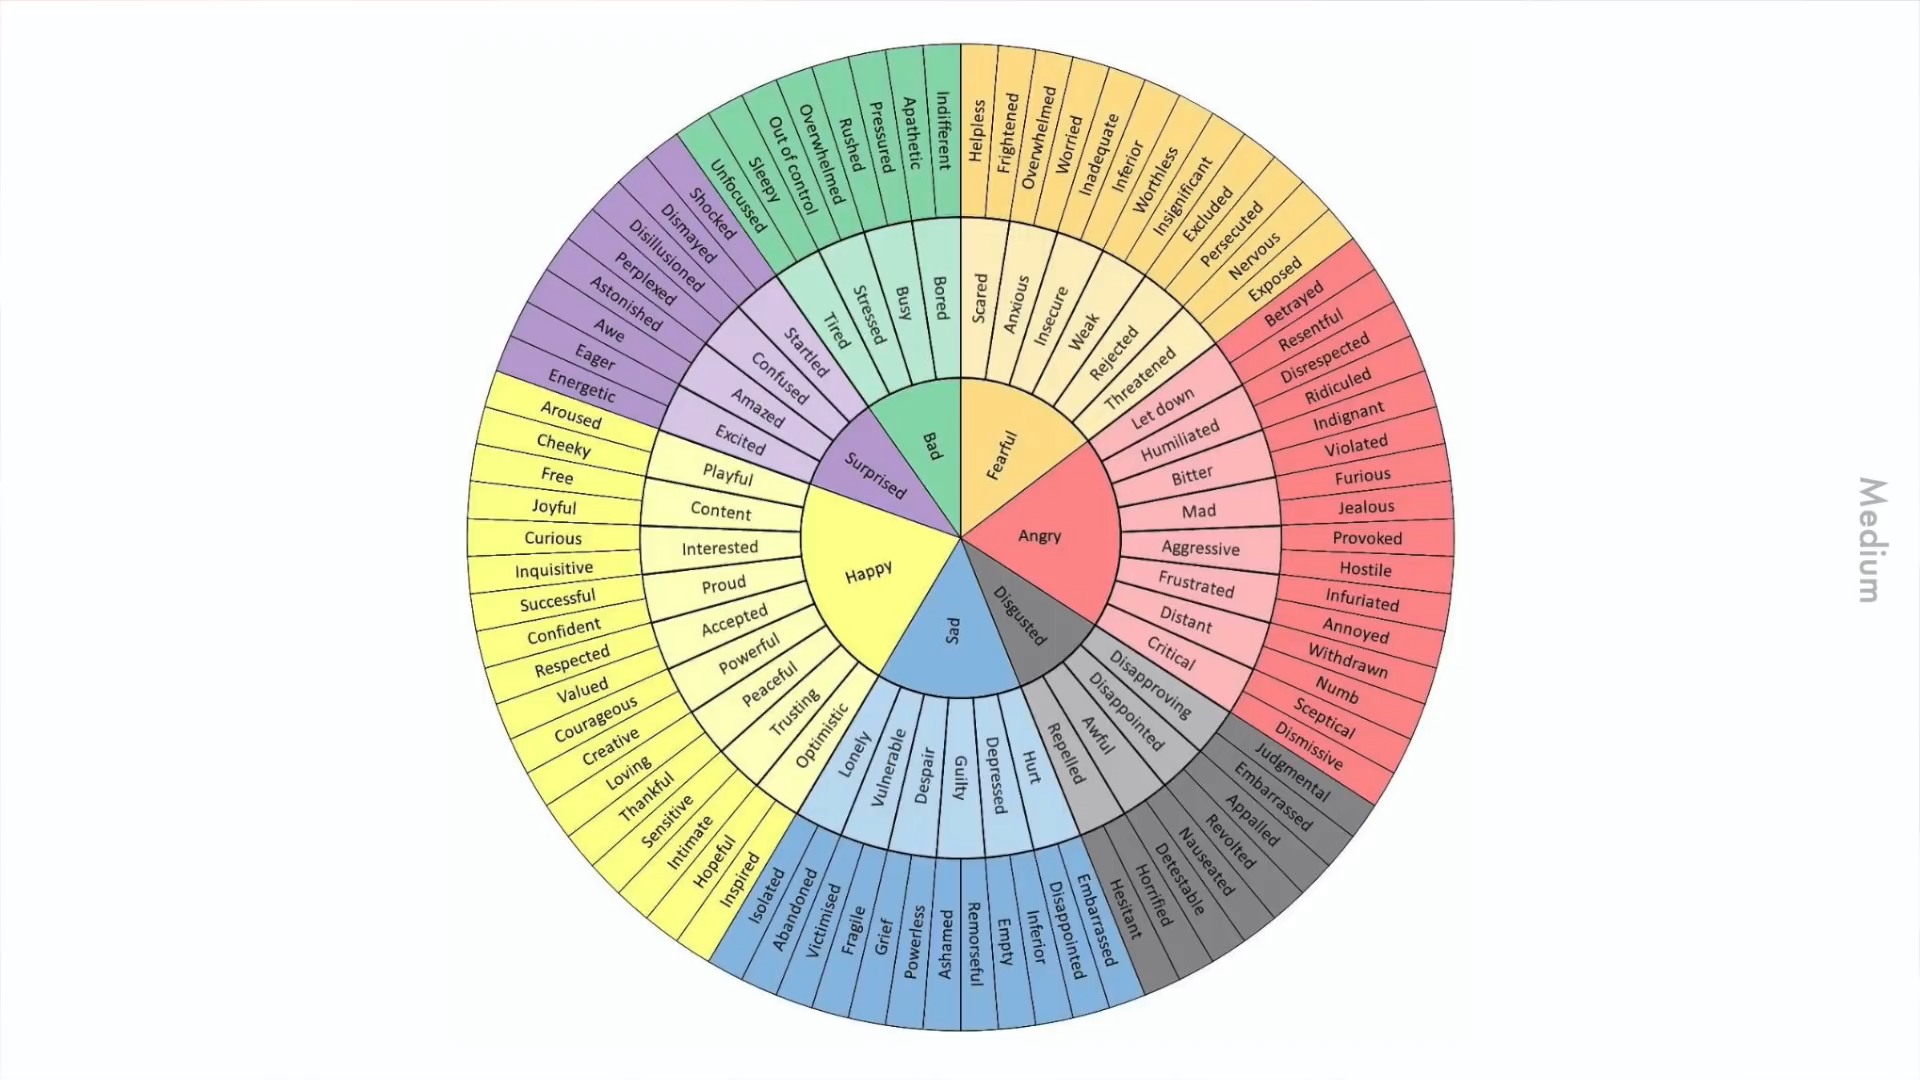 Fearful
Angry
Disgusted
Sad
Happy
Surprised
Bad
Scared
Anxious
Insecure
Weak
Rejected
Threatened
Let down
Humiliated
Bitter
Mad
Aggressive
Frustrated
Distant
Critical
Disapproving
Disappointed
Awful
Repelled
Hurt
Depressed
Guilty
Despair
Vulnerable
Lonely
Optimistic
Trusting
Peaceful
Powerful
Accepted
Proud
Interested
Content
Playful
Excited
Amazed
Confused
Startled
Tired
Stressed
Busy
Bored
Helpless
Frightened
Overwhelmed
Worried
Inadequate
Inferior
Worthless
Insignificant
Excluded
Persecuted
Nervous
Exposed
Betrayed
Resentful
Disrespected
Ridiculed
Indignant
Violated
Furious
Jealous
Provoked
Hostile
Infuriated
Annoyed
Withdrawn
Numb
Sceptical
Dismissive
Judgmental
Embarrassed
Appalled
Revolted
Nauseated
Detestable
Horrified
Hesitant
Embarrassed
Disappointed
Inferior
Empty
Remorseful
Ashamed
Powerless
Grief
Fragile
Victimised
Abandoned
Isolated
Inspired
Hopeful
Intimate
Sensitive
Thankful
Loving
Creative
Courageous
Valued
Respected
Confident
Successful
Inquisitive
Curious
Joyful
Free
Cheeky
Aroused
Energetic
Eager
Awe
Astonished
Perplexed
Disillusioned
Dismayed
Shocked
Unfocussed
Sleepy
Out of control
Overwhelmed
Rushed
Pressured
Apathetic
Indifferent
Medium